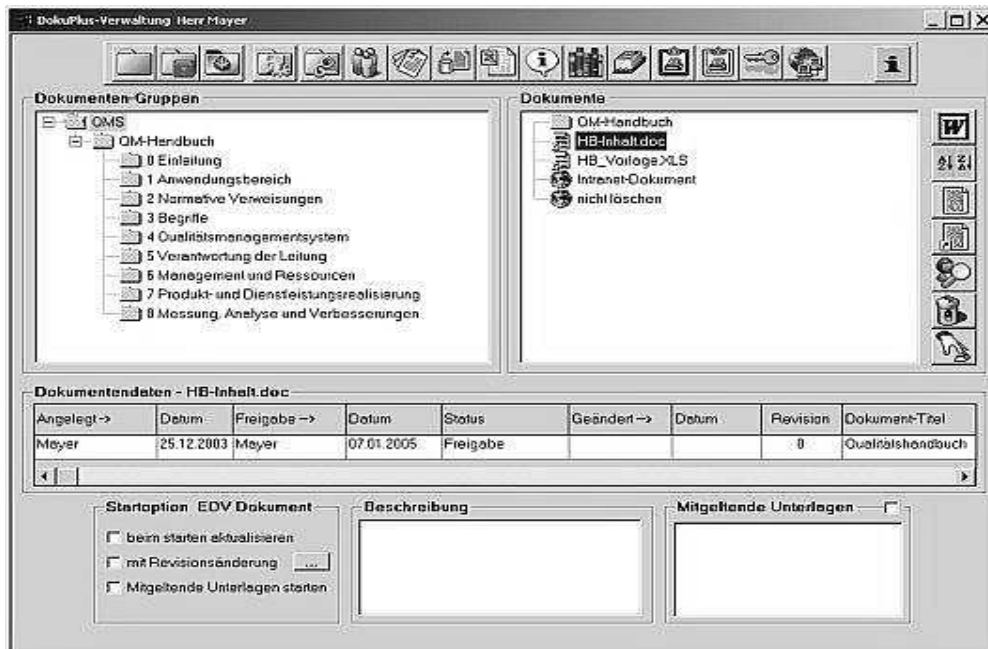 DokuPlus-Verwaltung Herr Mayer
Dokumenten-Gruppen
QMS
QM-Handbuch
0 Einleitung
1 Anwendungsbereich
2 Normative Verweisungen
3 Begriffe
4 Qualitätsmanagementsystem
5 Verantwortung der Leitung
6 Management und Ressourcen
7 Produkt- und Dienstleistungsrealisierung
8 Messung, Analyse und Verbesserungen
Dokumente
QM-Handbuch
HB-Inhalt.doc
HB_Vorlage.XLS
Intranet-Dokument
nicht löschen
Dokumentendaten - HB-Inhalt.doc
Angelegt-> Datum Freigabe --> Datum Status Geändert --> Datum Revision Dokument-Titel
Mayer 25.12.2003 Mayer 07.01.2005 Freigabe 0 Qualitätshandbuch
Startoption EDV Dokument
beim starten aktualisieren
mit Revisionsänderung ...
Mitgeltende Unterlagen starten
Beschreibung
Mitgeltende Unterlagen